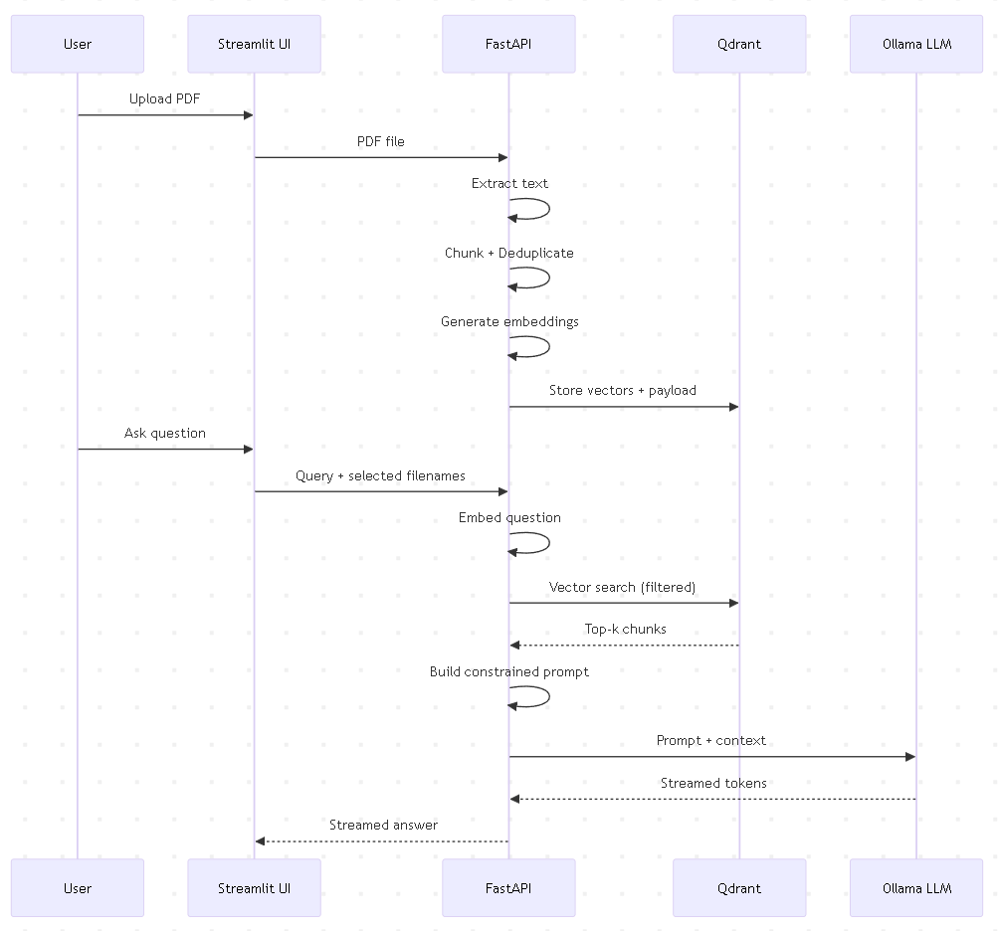 User
Streamlit UI
FastAPI
Qdrant
Ollama LLM
Upload PDF
PDF file
Extract text
Chunk + Deduplicate
Generate embeddings
Store vectors + payload
Ask question
Query + selected filenames
Embed question
Vector search (filtered)
Top-k chunks
Build constrained prompt
Prompt + context
Streamed tokens
Streamed answer
User
Streamlit UI
FastAPI
Qdrant
Ollama LLM